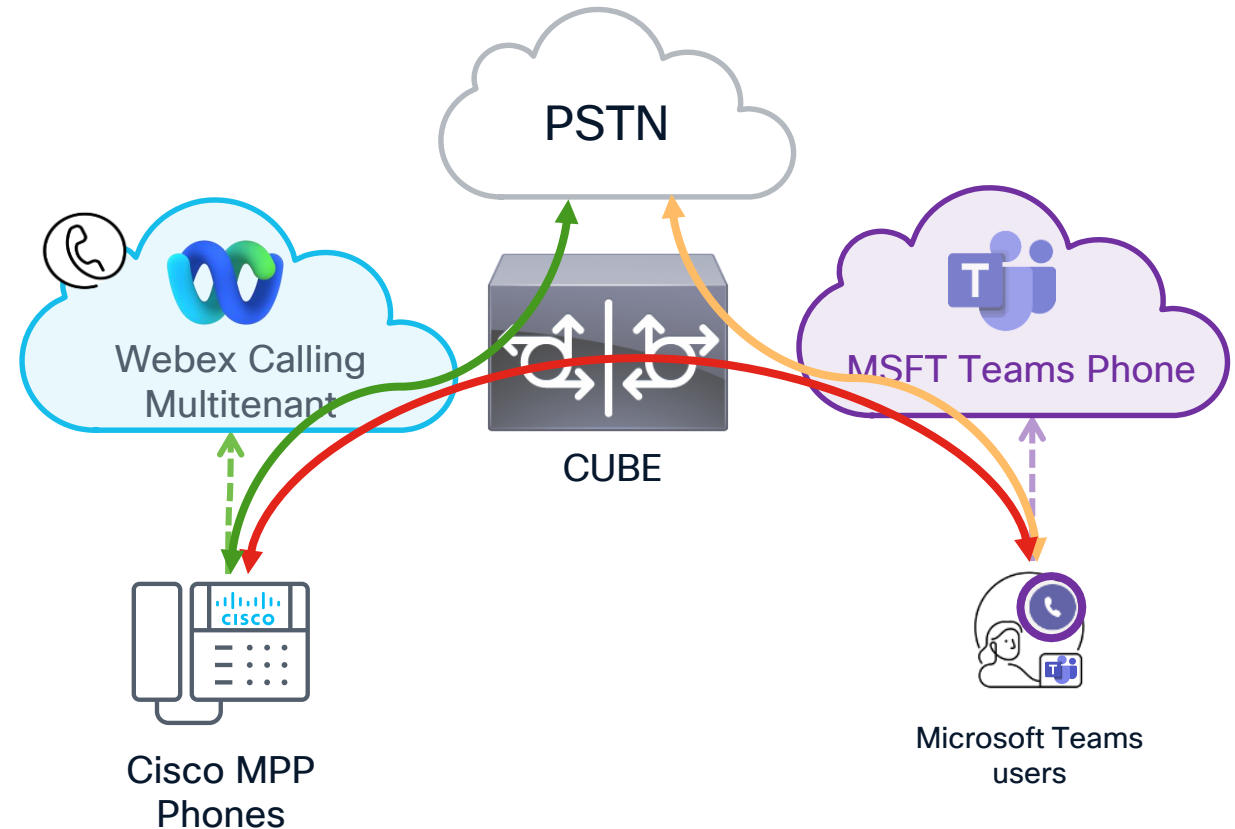 PSTN
Webex Calling
Multitenant
T
MSFT Teams Phone
CUBE
CISCO
T
Cisco MPP
Phones
Microsoft Teams
users